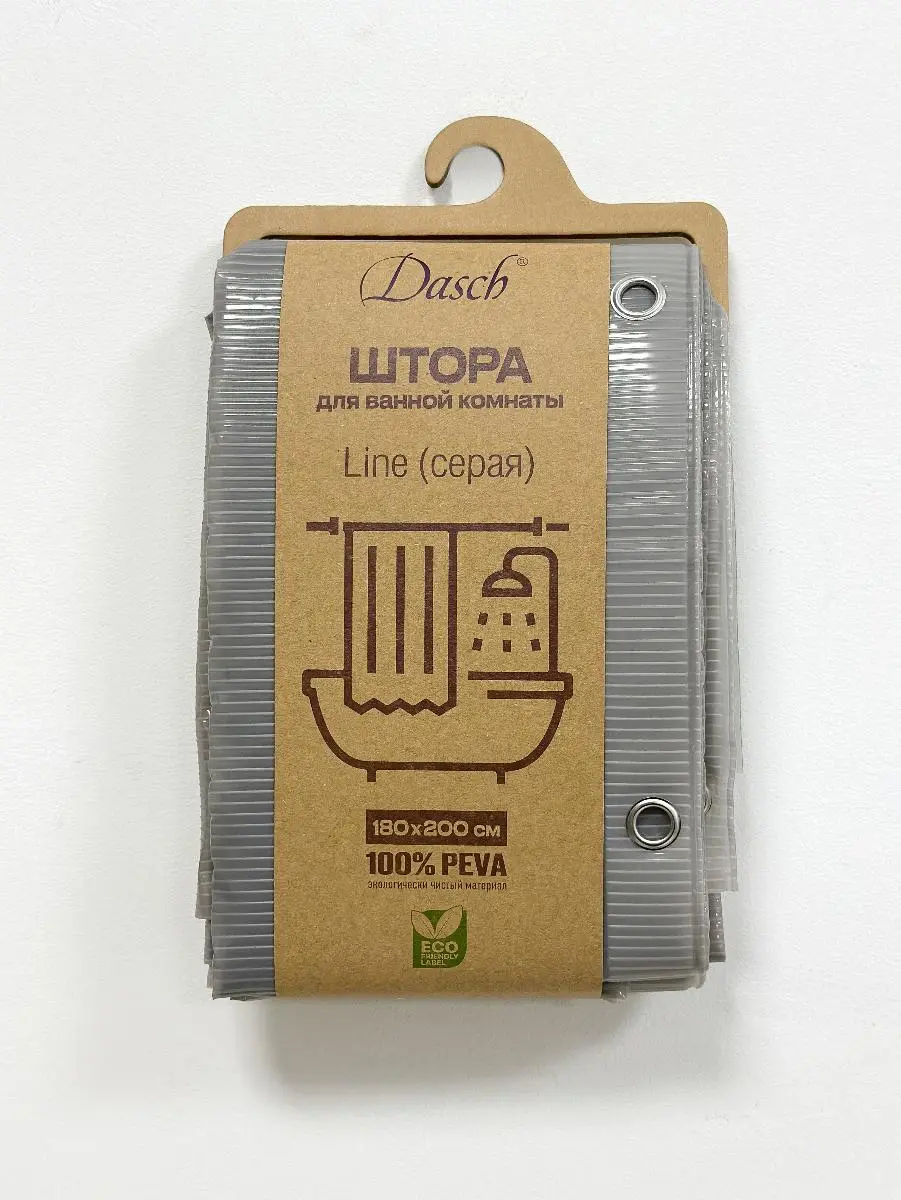 Dasch®
ШТОРА
для ванной комнаты
Line (серая)
180x200 см
100% PEVA
экологически чистый материал
ECO
FRIENDLY
LABEL